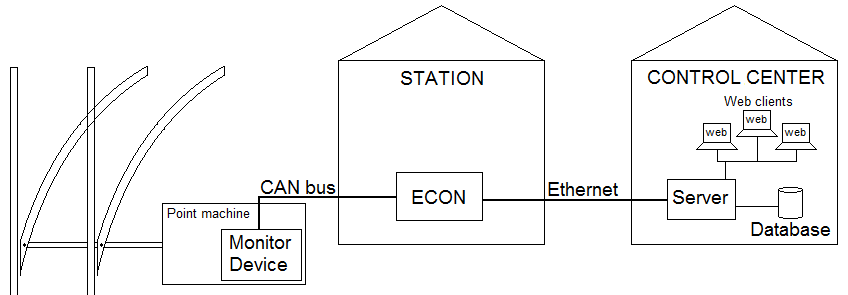 STATION
CONTROL CENTER
Web clients
web
web
web
CAN bus
ECON
Ethernet
Server
Point machine
Monitor
Device
Database